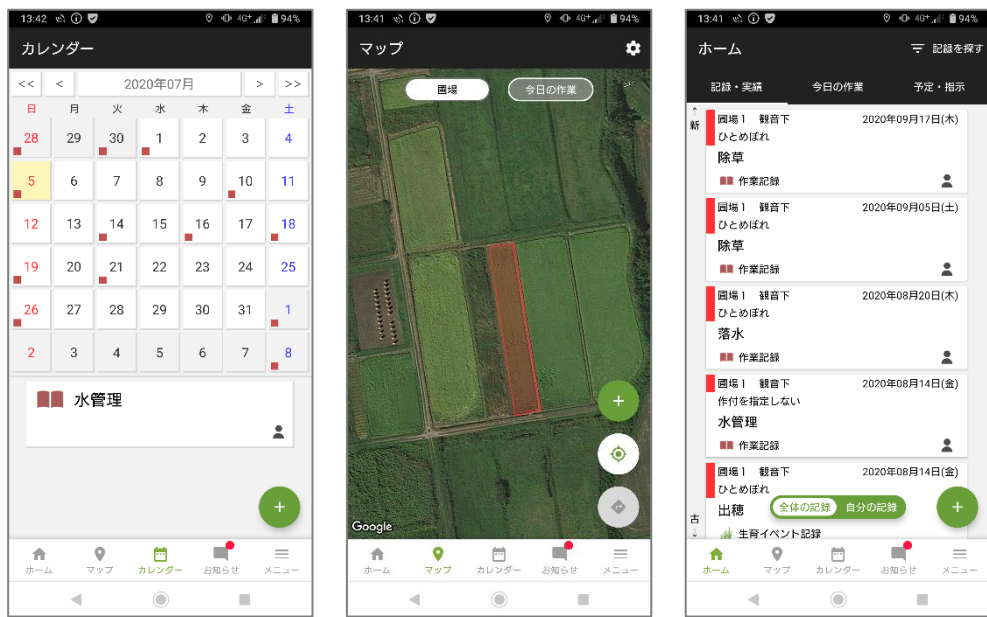 13:42 4G+ 94%
カレンダー
<< < 2020年07月 > >>
日 月 火 水 木 金 土
28 29 30 1 2 3 4
5 6 7 8 9 10 11
12 13 14 15 16 17 18
19 20 21 22 23 24 25
26 27 28 29 30 31 1
2 3 4 5 6 7 8
水管理
+
ホーム マップ カレンダー お知らせ メニュー
13:41 4G+ 94%
マップ
圃場 今日の作業
+
Google
ホーム マップ カレンダー お知らせ メニュー
13:41 4G+ 94%
ホーム 記録を探す
記録・実績 今日の作業 予定・指示
↑
新
圃場1 観音下 2020年09月17日(木)
ひとめぼれ
除草
作業記録
圃場1 観音下 2020年09月05日(土)
ひとめぼれ
除草
作業記録
圃場1 観音下 2020年08月20日(木)
ひとめぼれ
落水
作業記録
圃場1 観音下 2020年08月14日(金)
作付を指定しない
水管理
作業記録
圃場1 観音下 2020年08月14日(金)
ひとめぼれ
出穂 全体の記録 自分の記録 +
古
↓
生育イベント記録
ホーム マップ カレンダー お知らせ メニュー